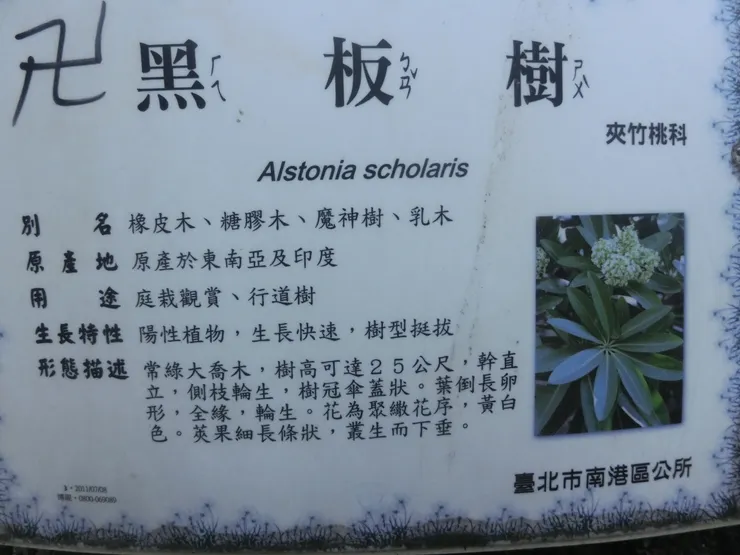 卍 黑ㄏㄟ 板ㄅㄢˇ 樹ㄕㄨˋ
夾竹桃科
Alstonia scholaris
別 名 橡皮木、糖膠木、魔神樹、乳木
原產地 原產於東南亞及印度
用 途 庭栽觀賞、行道樹
生長特性 陽性植物，生長快速，樹型挺拔
形態描述 常綠大喬木，樹高可達２５公尺，幹直
立，側枝輪生，樹冠傘蓋狀。葉倒長卵
形，全緣，輪生。花為聚繖花序，黃白
色。莢果細長條狀，叢生而下垂。
臺北市南港區公所